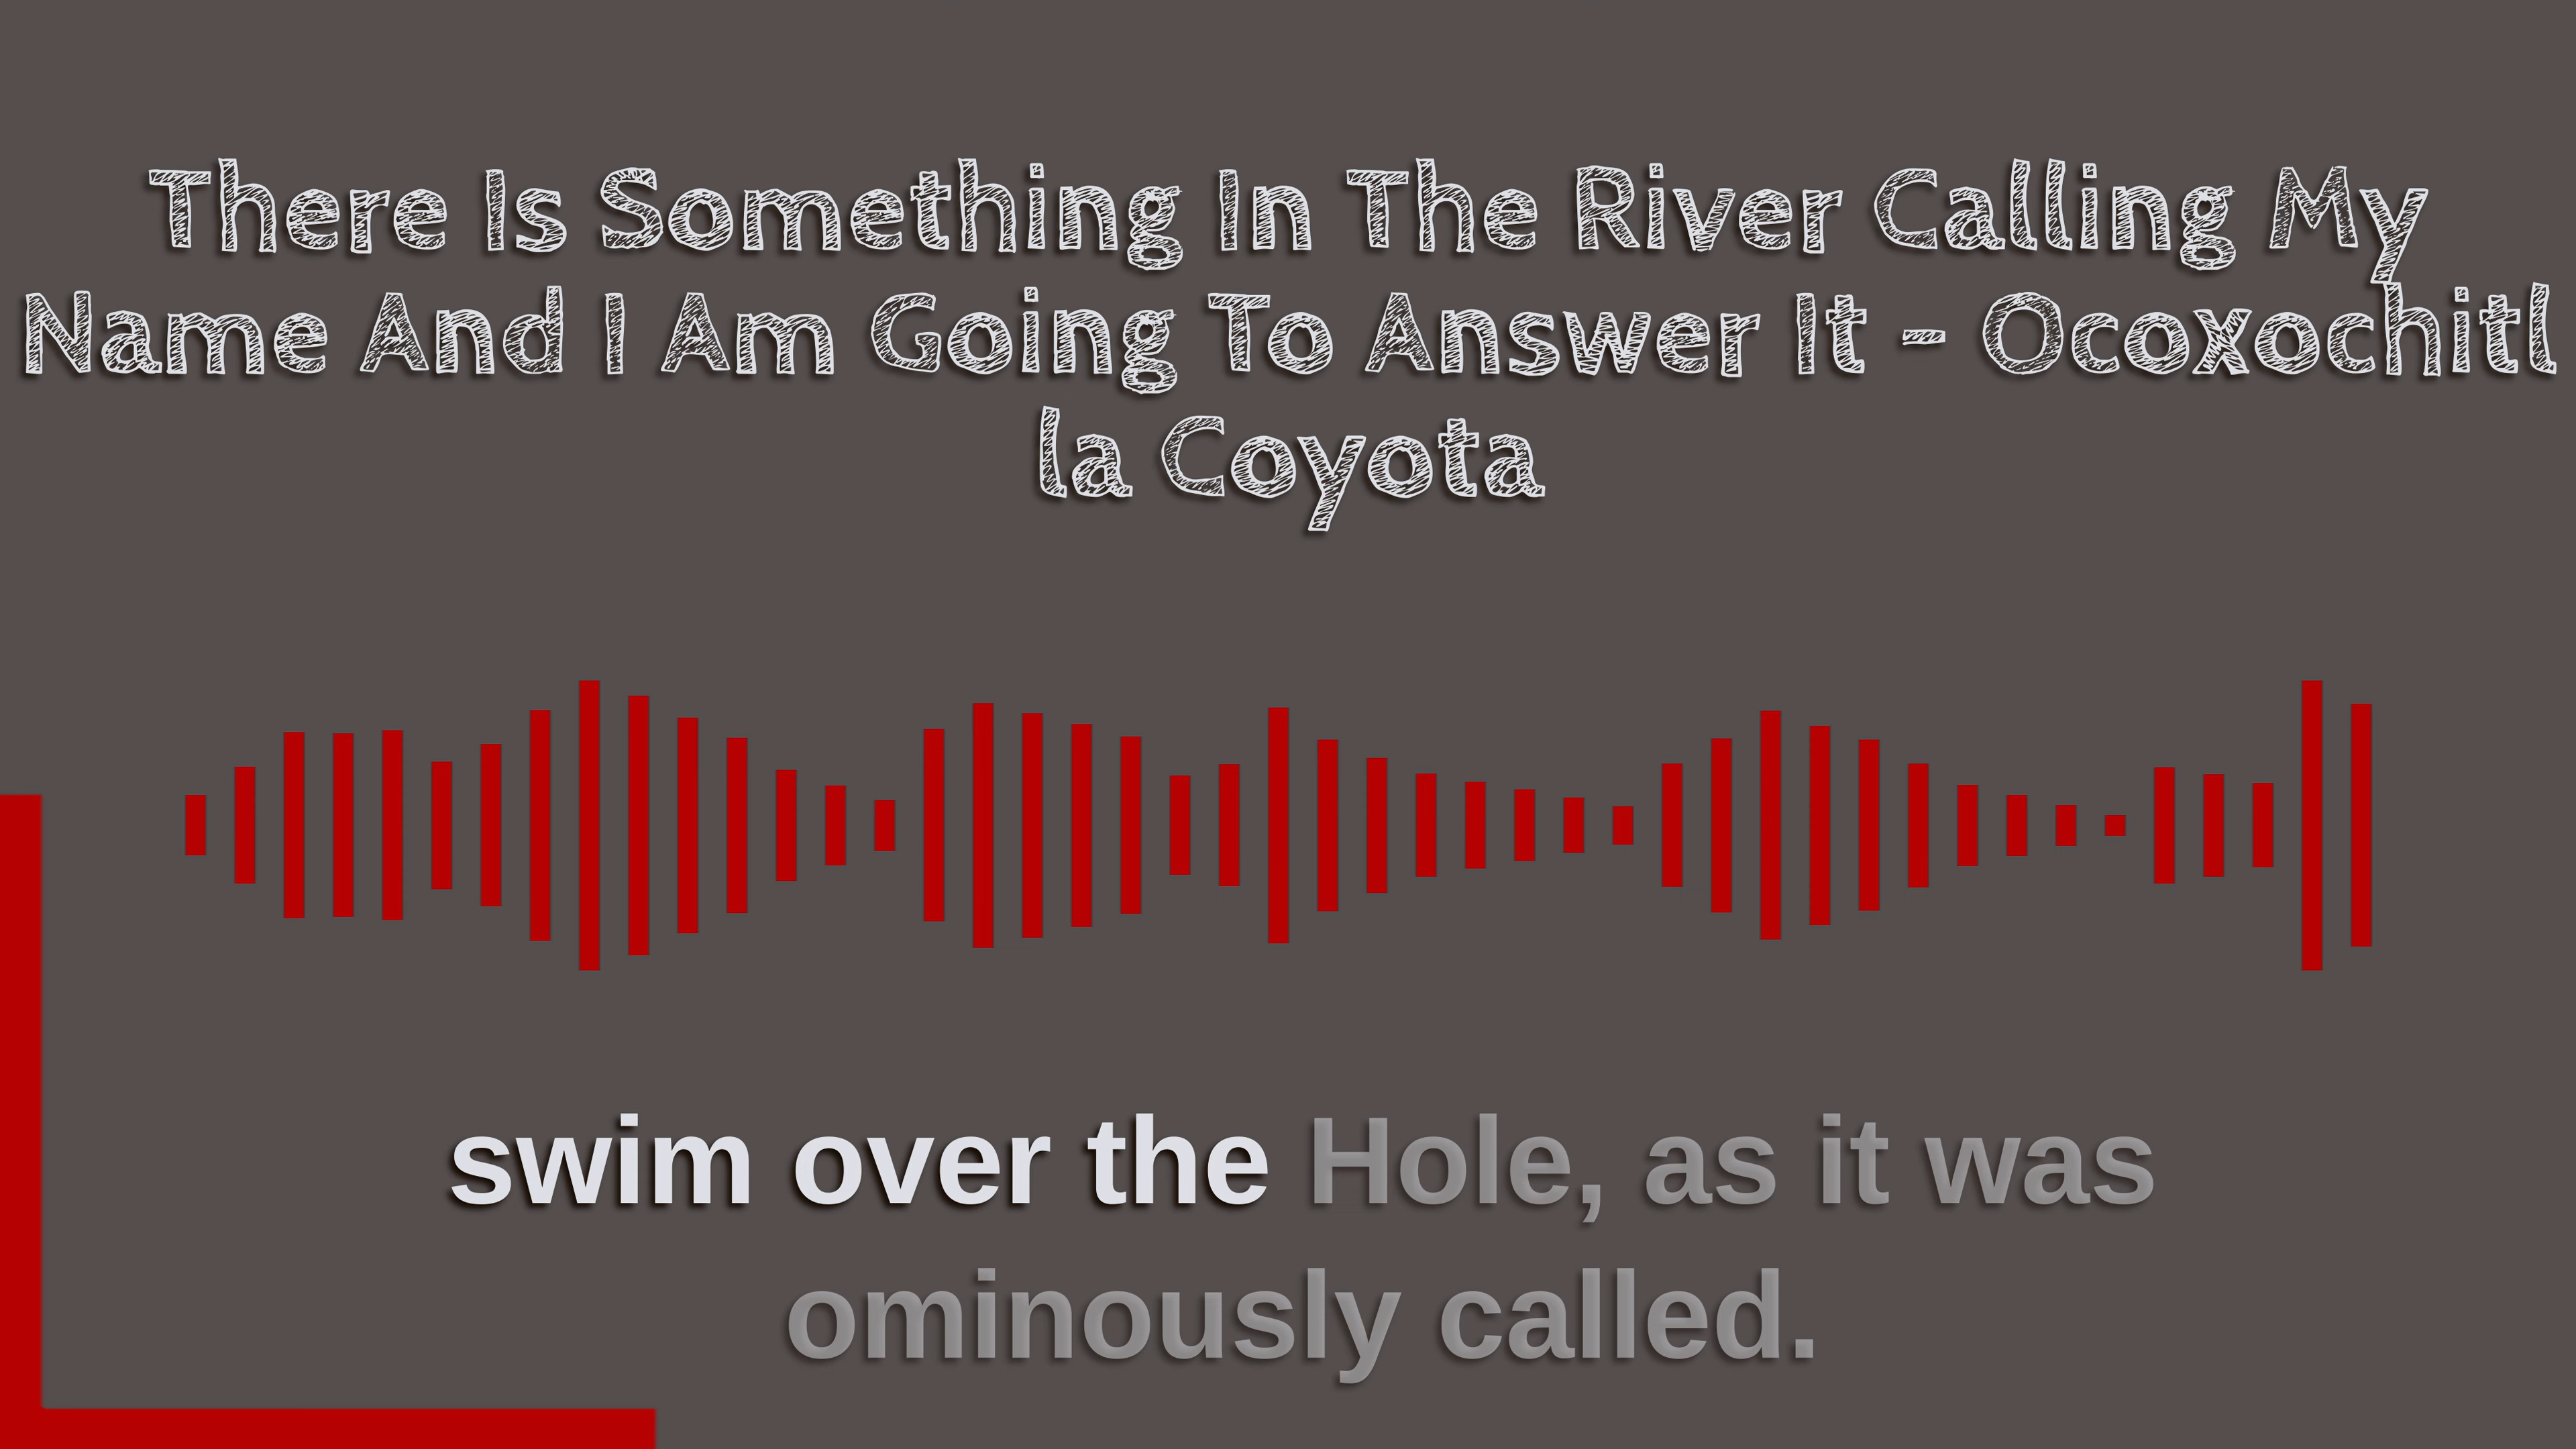 There Is Something In The River Calling My
Name And I Am Going To Answer It - Ocoxochitl
la Coyota
swim over the Hole, as it was
ominously called.